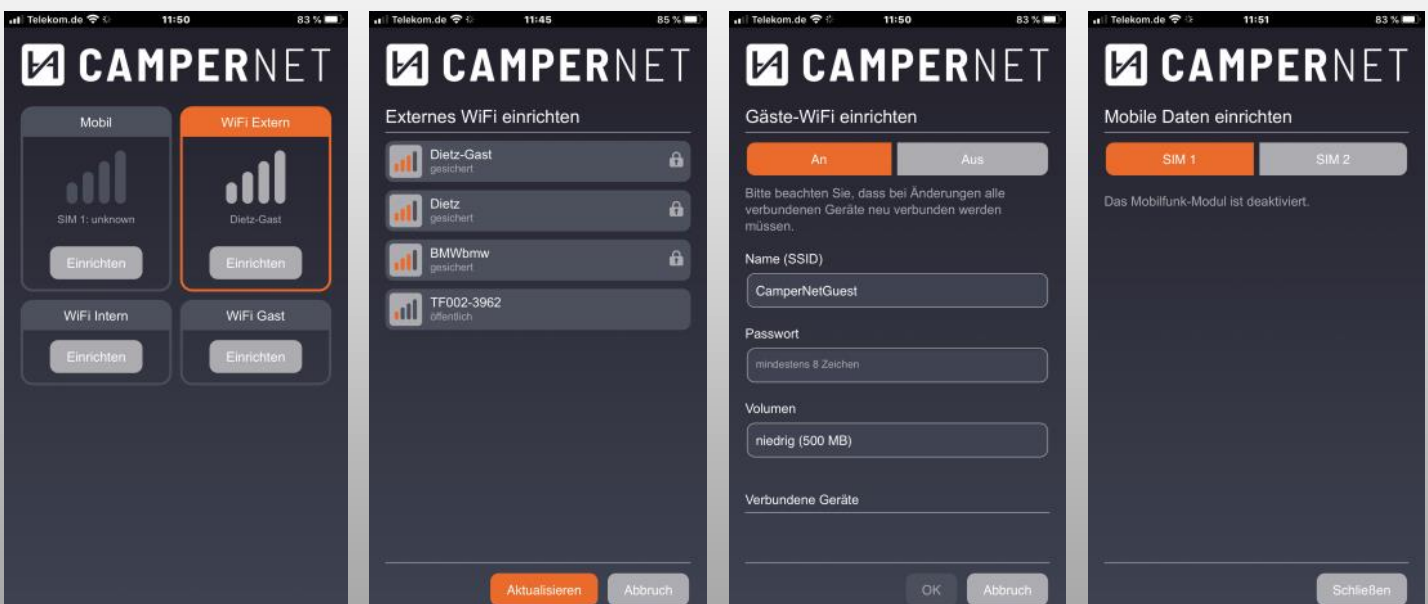 Telekom.de 11:50 83 %
CAMPERNET
Mobil
WiFi Extern
SIM 1: unknown
Dietz-Gast
Einrichten
Einrichten
WiFi Intern
WiFi Gast
Einrichten
Einrichten
Telekom.de 11:45 85 %
CAMPERNET
Externes WiFi einrichten
Dietz-Gast
gesichert
Dietz
gesichert
BMWbmw
gesichert
TF002-3962
öffentlich
Aktualisieren
Abbruch
Telekom.de 11:50 83 %
CAMPERNET
Gäste-WiFi einrichten
An
Aus
Bitte beachten Sie, dass bei Änderungen alle
verbundenen Geräte neu verbunden werden
müssen.
Name (SSID)
CamperNetGuest
Passwort
mindestens 8 Zeichen
Volumen
niedrig (500 MB)
Verbundene Geräte
OK
Abbruch
Telekom.de 11:51 83 %
CAMPERNET
Mobile Daten einrichten
SIM 1
SIM 2
Das Mobilfunk-Modul ist deaktiviert.
Schließen